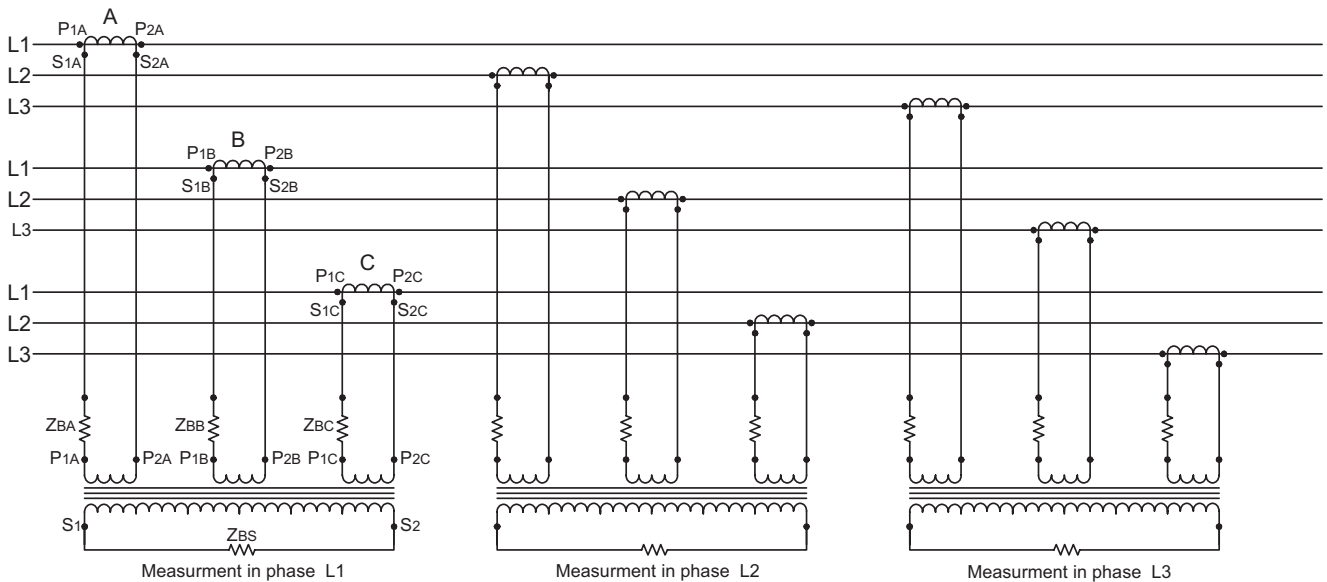 A
P1A P2A
L1
S1A S2A
L2
L3
B
P1B P2B
L1
S1B S2B
L2
L3
C
P1C P2C
L1
S1C S2C
L2
L3
ZBA ZBB ZBC
P1A P2A P1B P2B P1C P2C
S1 S2
ZBS
Measurment in phase L1 Measurment in phase L2 Measurment in phase L3